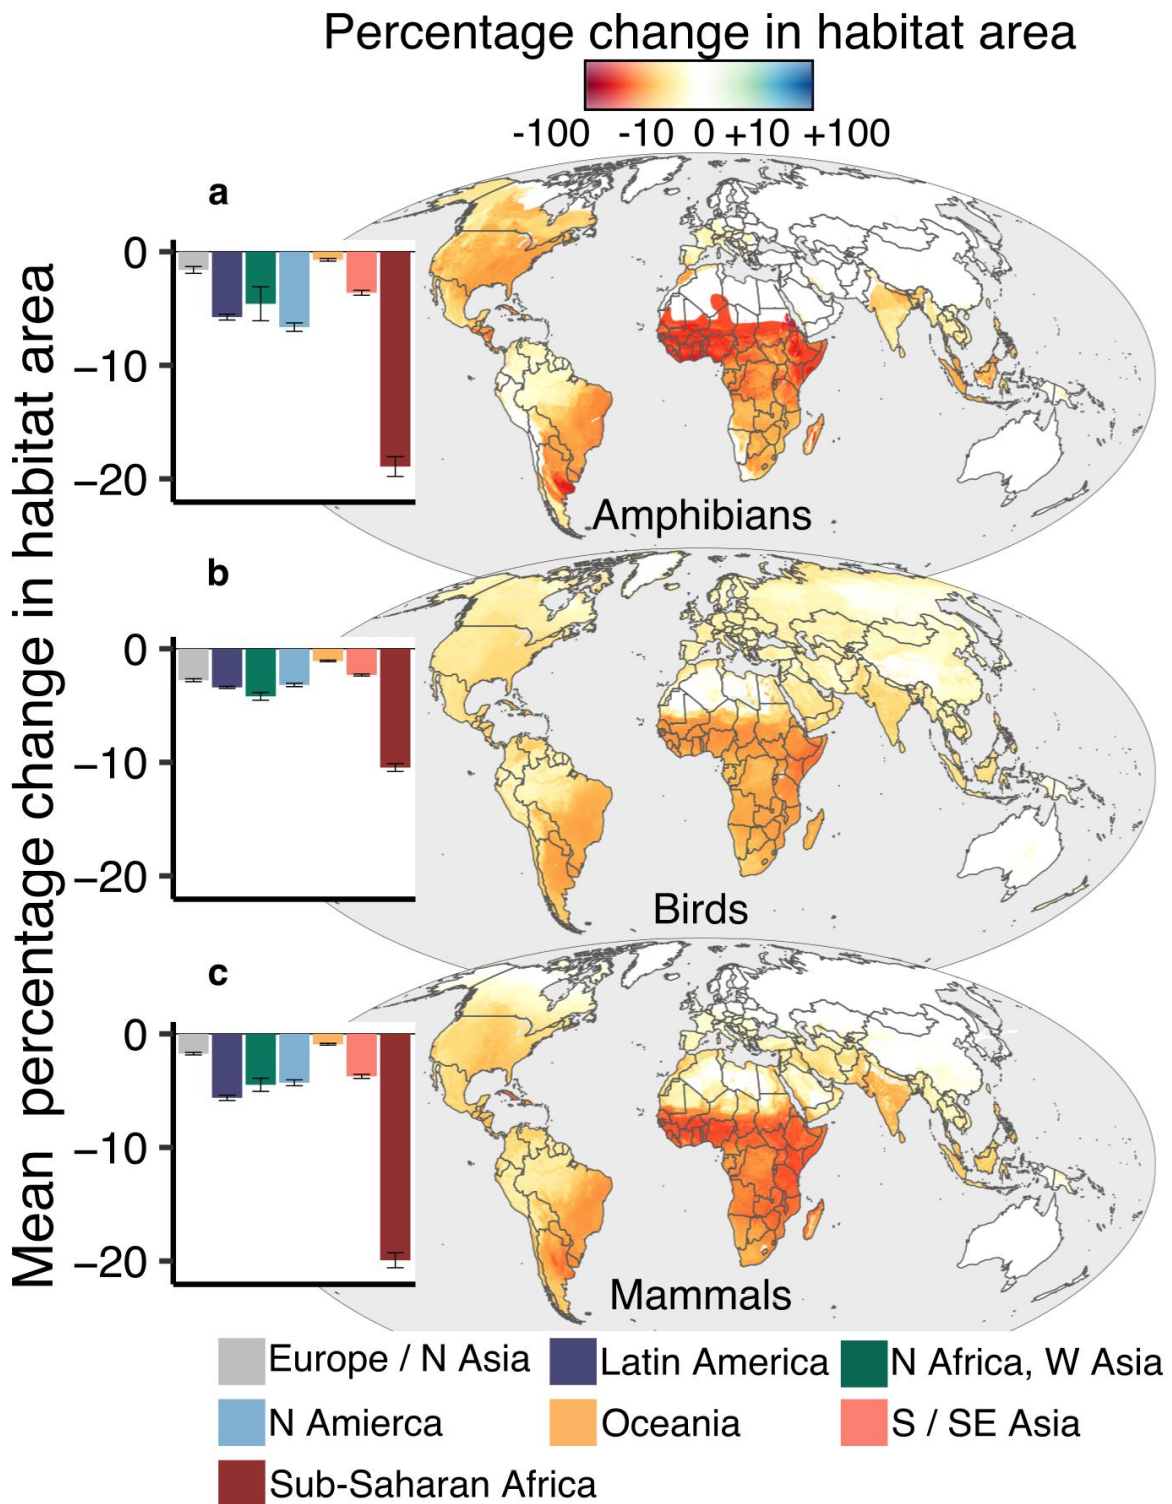 Percentage change in habitat area
-100 -10 0 +10 +100
Mean percentage change in habitat area
a
0
−10
−20
Amphibians
b
0
−10
−20
Birds
c
0
−10
−20
Mammals
Europe / N Asia
Latin America
N Africa, W Asia
N Amierca
Oceania
S / SE Asia
Sub-Saharan Africa